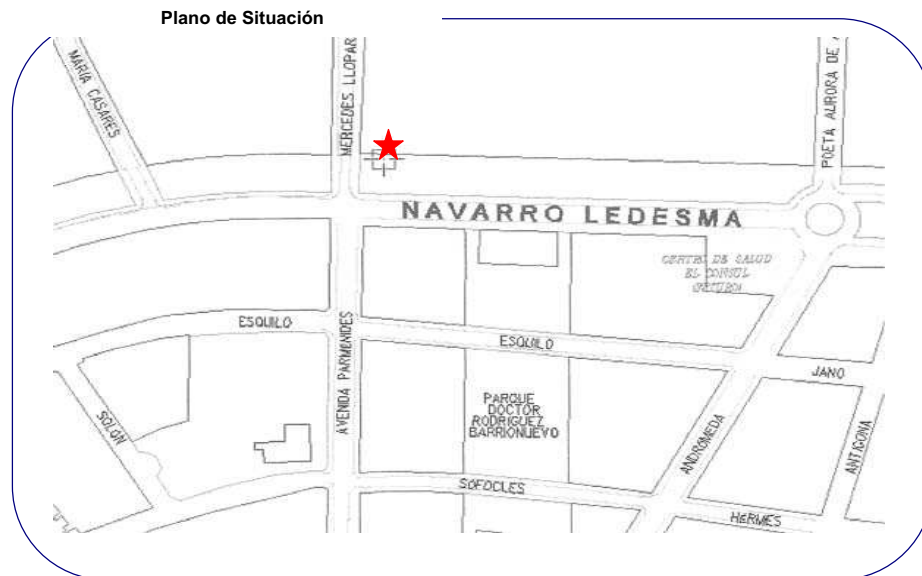 Plano de Situación
MARIA CASARES
MERCEDES LLOPAR
POETA AURORA DE
NAVARRO LEDESMA
CENTRO DE SALUD
EL CONSUL
ESQUILO
AVENIDA PARMENIDES
ESQUILO
JANO
SOLON
PARQUE
DOCTOR
RODRIGUEZ
BARRIONUEVO
ANDROMEDA
ANTIGONA
SOFOCLES
HERMES